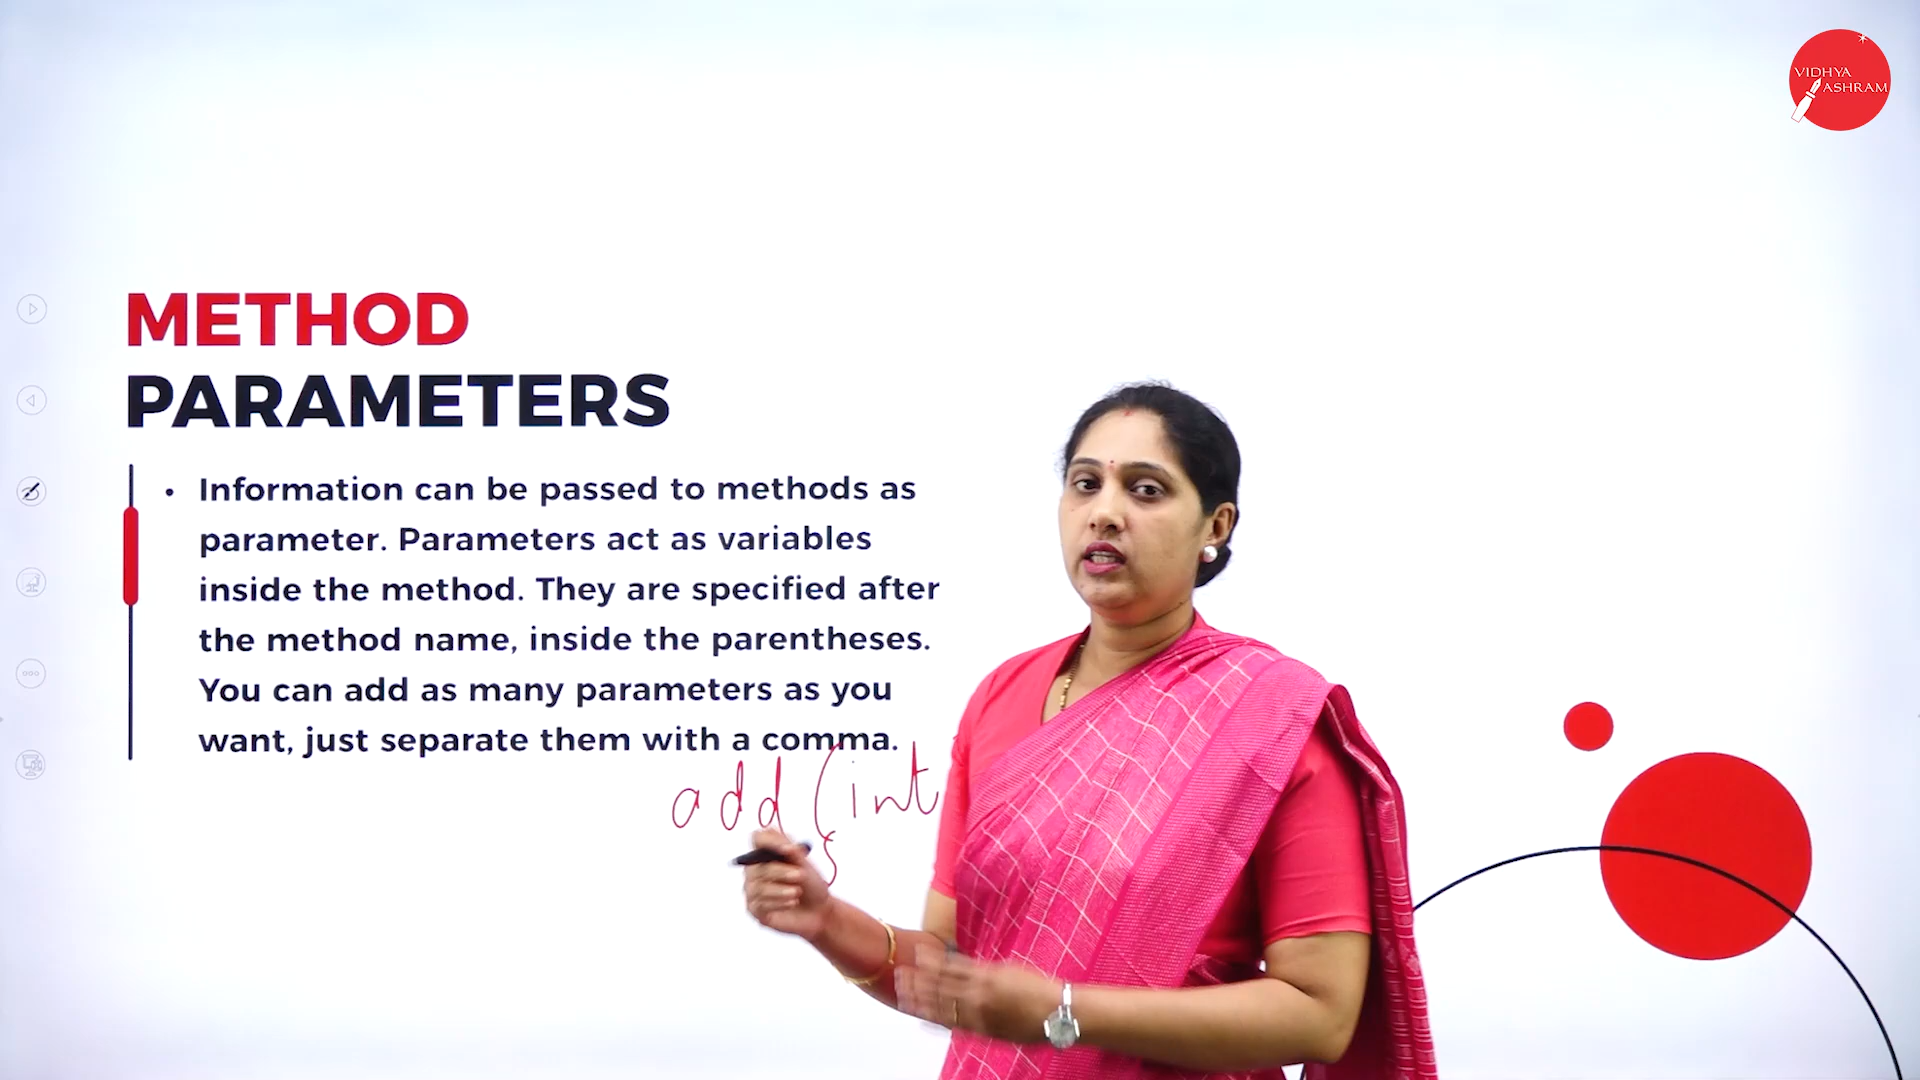 VIDHYA
ASHRAM
METHOD
PARAMETERS
• Information can be passed to methods as
parameter. Parameters act as variables
inside the method. They are specified after
the method name, inside the parentheses.
You can add as many parameters as you
want, just separate them with a comma.
add (int